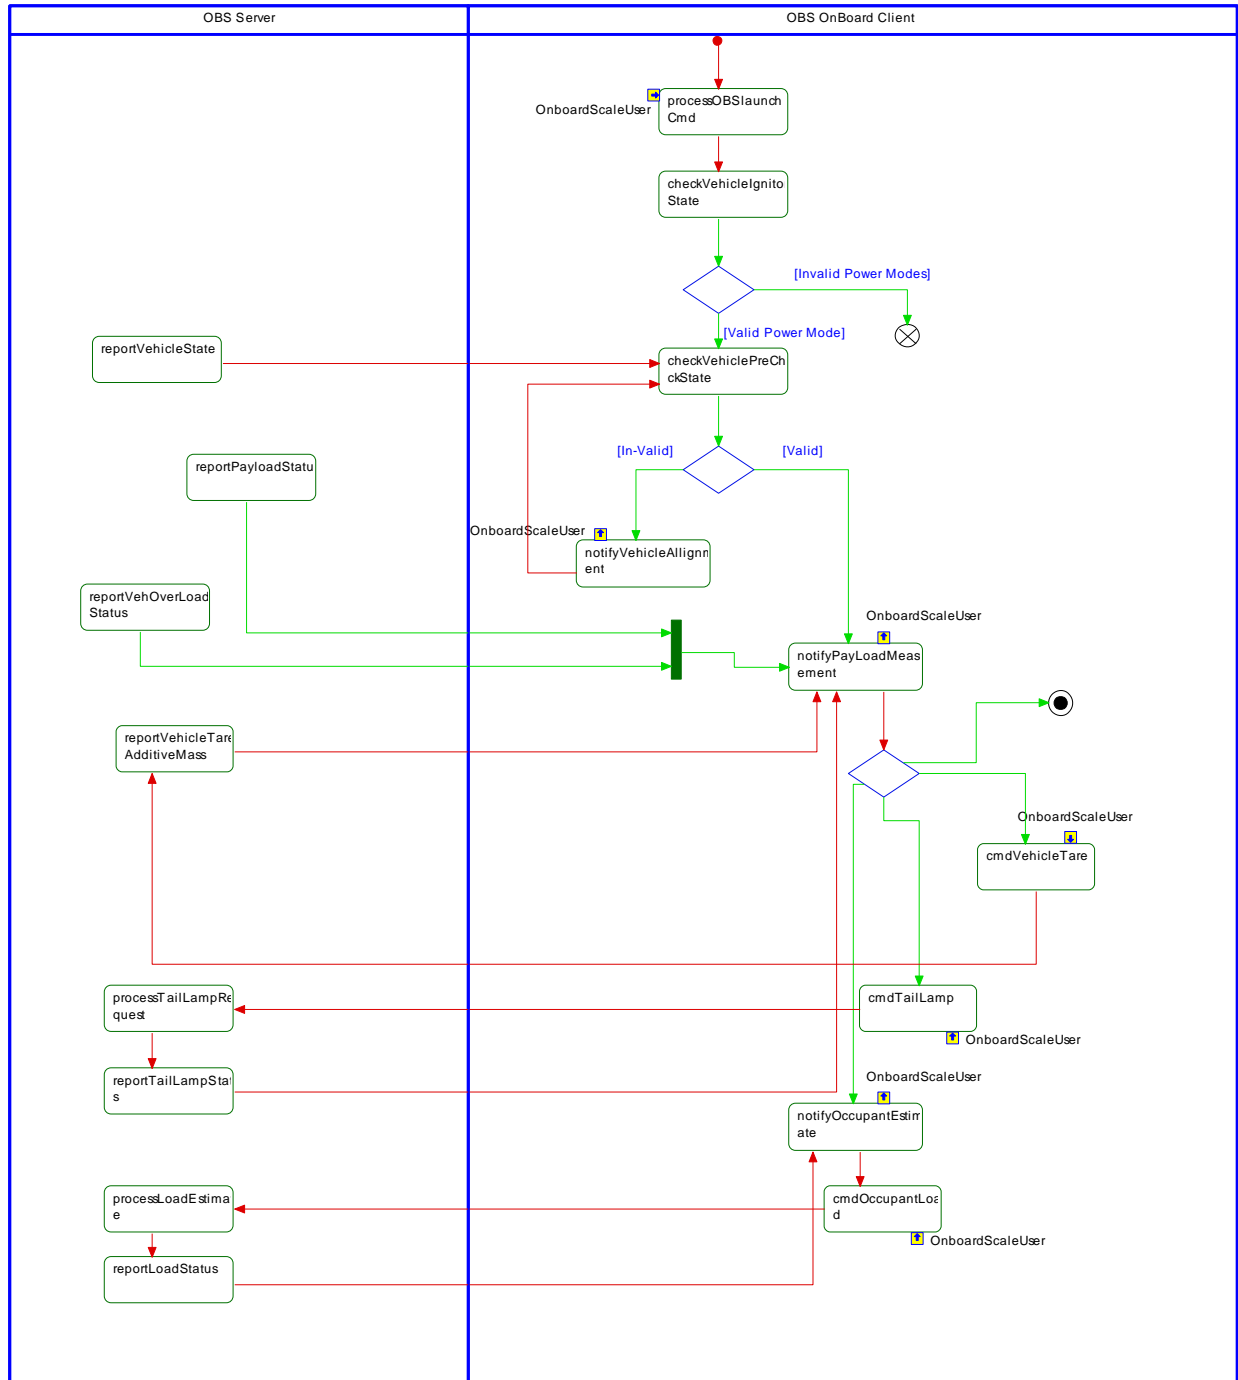 OBS Server
OBS OnBoard Client
OnboardScaleUser
processOBSlaunch
Cmd
checkVehicleIgnito
State
[Invalid Power Modes]
[Valid Power Mode]
reportVehicleState
checkVehiclePreCh
ckState
[In-Valid]
[Valid]
reportPayloadStatu
OnboardScaleUser
notifyVehicleAllignm
ent
reportVehOverLoad
Status
OnboardScaleUser
notifyPayLoadMeas
ement
reportVehicleTare
AdditiveMass
OnboardScaleUser
cmdVehicleTare
processTailLampRe
quest
cmdTailLamp
OnboardScaleUser
reportTailLampStat
s
OnboardScaleUser
notifyOccupantEstim
ate
processLoadEstima
e
cmdOccupantLoa
d
OnboardScaleUser
reportLoadStatus